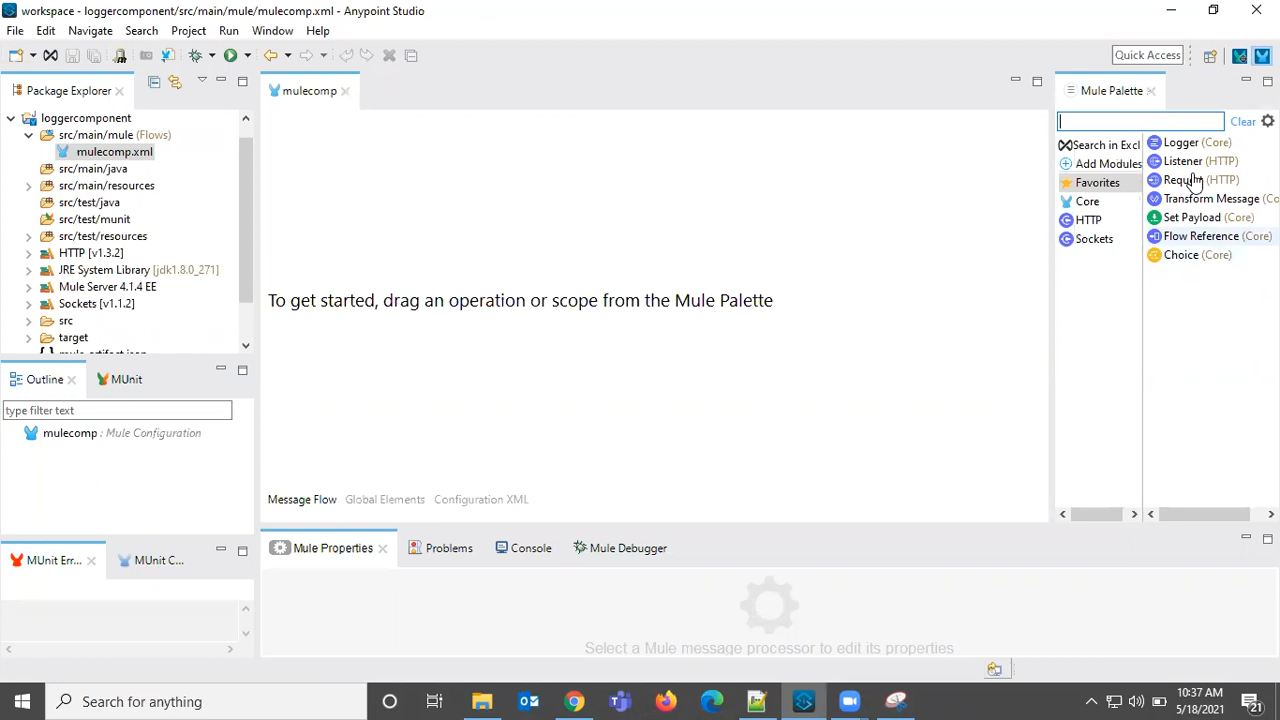 workspace - loggercomponent/src/main/mule/mulecomp.xml - Anypoint Studio
File Edit Navigate Search Project Run Window Help
Quick Access
Package Explorer
mulecomp
Mule Palette
loggercomponent
src/main/mule (Flows)
mulecomp.xml
src/main/java
src/main/resources
src/test/java
src/test/munit
src/test/resources
HTTP [v1.3.2]
JRE System Library [jdk1.8.0_271]
Mule Server 4.1.4 EE
Sockets [v1.1.2]
src
target
To get started, drag an operation or scope from the Mule Palette
Clear
Search in Excl
Add Modules
Favorites
Core
HTTP
Sockets
Logger (Core)
Listener (HTTP)
(HTTP)
Transform Message (Co
Set Payload (Core)
Flow Reference (Core)
Choice (Core)
Outline MUnit
type filter text
mulecomp : Mule Configuration
Message Flow Global Elements Configuration XML
MUnit Err... MUnit C...
Mule Properties Problems Console Mule Debugger
Select a Mule message processor to edit its properties
Search for anything
10:37 AM
5/18/2021
21